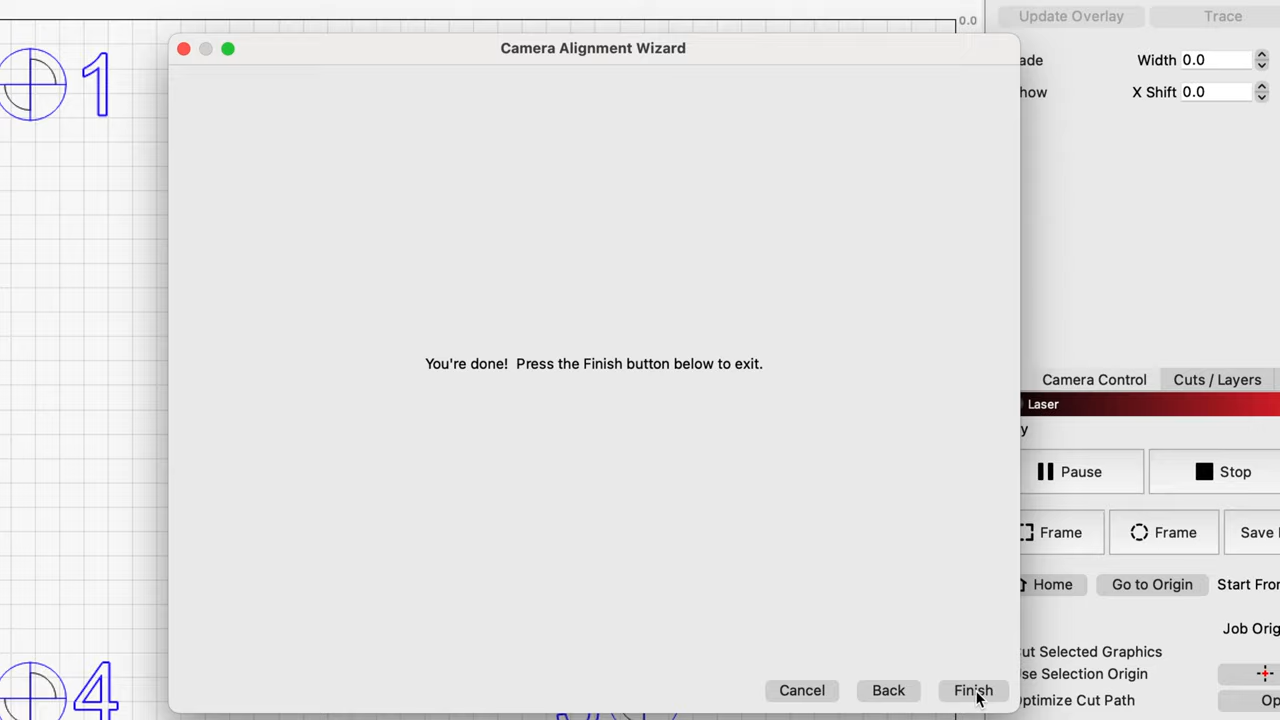 0.0
Update Overlay
Trace
Camera Alignment Wizard
ade
Width 0.0
how
X Shift 0.0
1
You're done! Press the Finish button below to exit.
Camera Control
Cuts / Layers
Laser
y
Pause
Stop
Frame
Frame
Save
Home
Go to Origin
Start Fro
Job Orig
ut Selected Graphics
se Selection Origin
ptimize Cut Path
Op
4
Cancel
Back
Finish